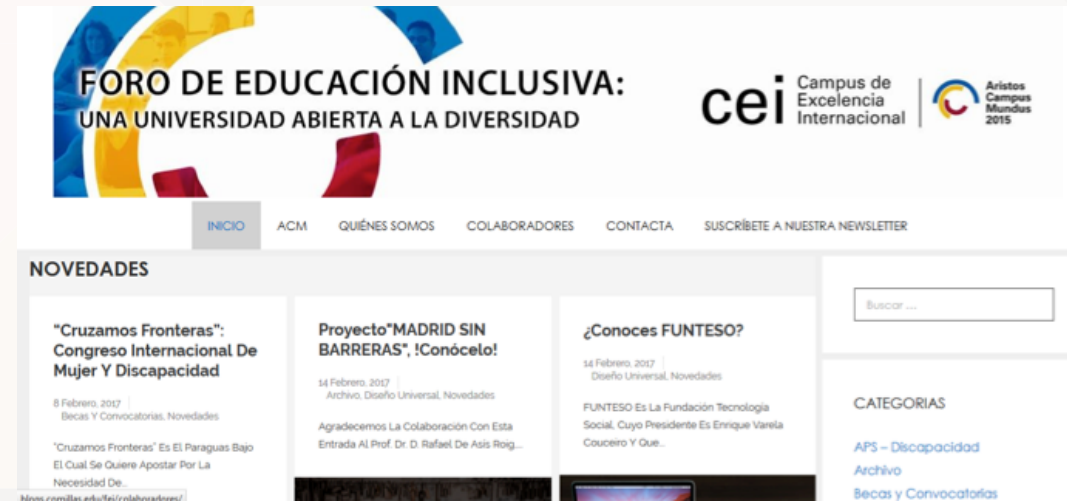 FORO DE EDUCACIÓN INCLUSIVA:
UNA UNIVERSIDAD ABIERTA A LA DIVERSIDAD
cei
Campus de
Excelencia
Internacional
Aristos
Campus
Mundus
2015
INICIO ACM QUIÉNES SOMOS COLABORADORES CONTACTA SUSCRÍBETE A NUESTRA NEWSLETTER
NOVEDADES
"Cruzamos Fronteras":
Congreso Internacional De
Mujer Y Discapacidad
8 Febrero, 2017
Becas Y Convocatorias, Novedades
"Cruzamos Fronteras" Es El Paraguas Bajo
El Cual Se Quiere Apostar Por La
Necesidad De...
Proyecto"MADRID SIN
BARRERAS", !Conócelo!
14 Febrero, 2017
Archivo, Diseño Universal, Novedades
Agradecemos La Colaboración Con Esta
Entrada Al Prof. Dr. D. Rafael De Asis Roig,...
¿Conoces FUNTESO?
14 Febrero, 2017
Diseño Universal, Novedades
FUNTESO Es La Fundación Tecnología
Social, Cuyo Presidente Es Enrique Varela
Couceiro Y Que...
Buscar ...
CATEGORIAS
APS – Discapacidad
Archivo
Becas y Convocatorias
blogs.comillas.edu/fei/colaboradores/